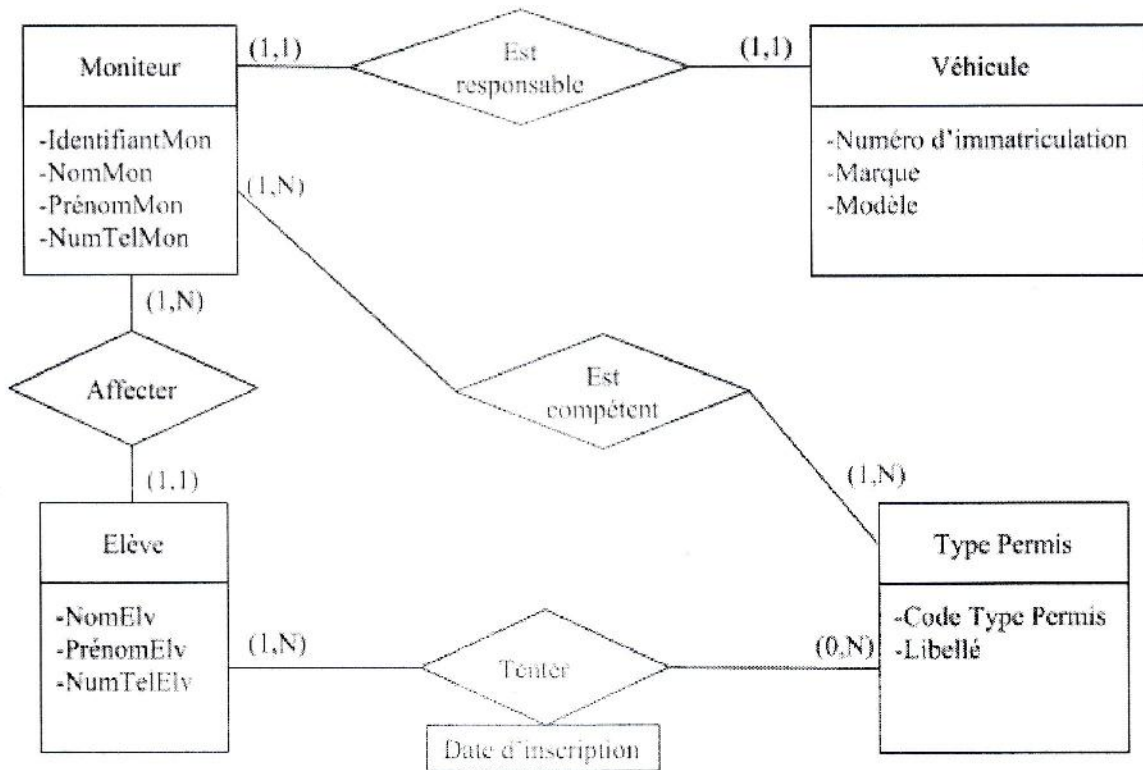 Moniteur
-IdentifiantMon
-NomMon
-PrénomMon
-NumTelMon
(1,1)
Est
responsable
(1,1)
Véhicule
-Numéro d'immatriculation
-Marque
-Modèle
(1,N)
(1,N)
Affecter
(1,1)
Est
compétent
(1,N)
Elève
-NomElv
-PrénomElv
-NumTelElv
(1,N)
Tenter
Date d'inscription
(0,N)
Type Permis
-Code Type Permis
-Libellé